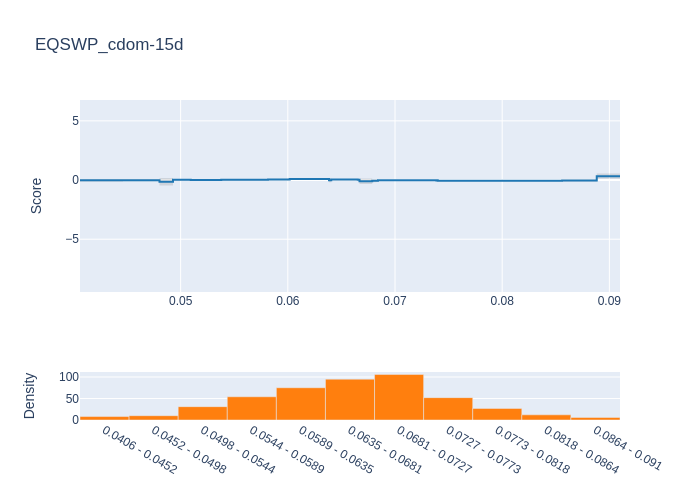 EQSWP_cdom-15d
Score
5
0
−5
0.05 0.06 0.07 0.08 0.09
Density
100
50
0
0.0406 - 0.0452
0.0452 - 0.0498
0.0498 - 0.0544
0.0544 - 0.0589
0.0589 - 0.0635
0.0635 - 0.0681
0.0681 - 0.0727
0.0727 - 0.0773
0.0773 - 0.0818
0.0818 - 0.0864
0.0864 - 0.091